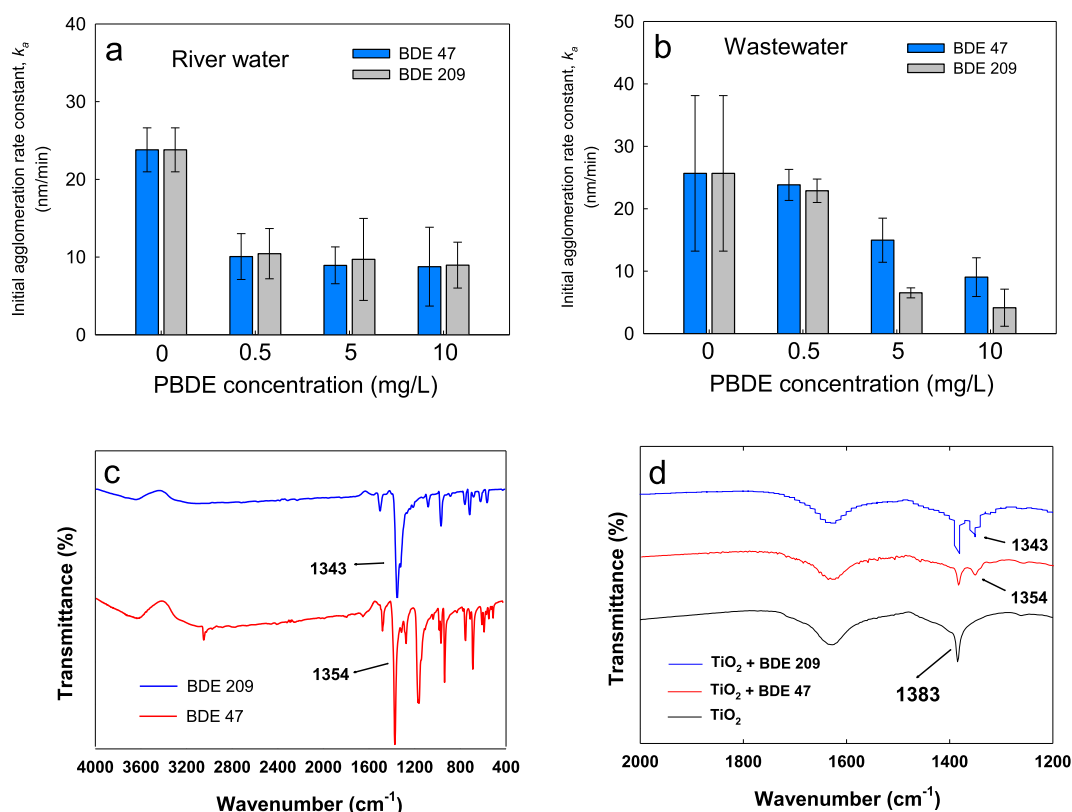 a
River water
BDE 47
BDE 209
Initial agglomeration rate constant, kₐ
(nm/min)
40
30
20
10
0
0 0.5 5 10
PBDE concentration (mg/L)
b
Wastewater
BDE 47
BDE 209
Initial agglomeration rate constant, kₐ
(nm/min)
50
40
30
20
10
0
0 0.5 5 10
PBDE concentration (mg/L)
c
1343
1354
BDE 209
BDE 47
Transmittance (%)
4000 3600 3200 2800 2400 2000 1600 1200 800 400
Wavenumber (cm⁻¹)
d
1343
1354
1383
TiO₂ + BDE 209
TiO₂ + BDE 47
TiO₂
Transmittance (%)
2000 1800 1600 1400 1200
Wavenumber (cm⁻¹)